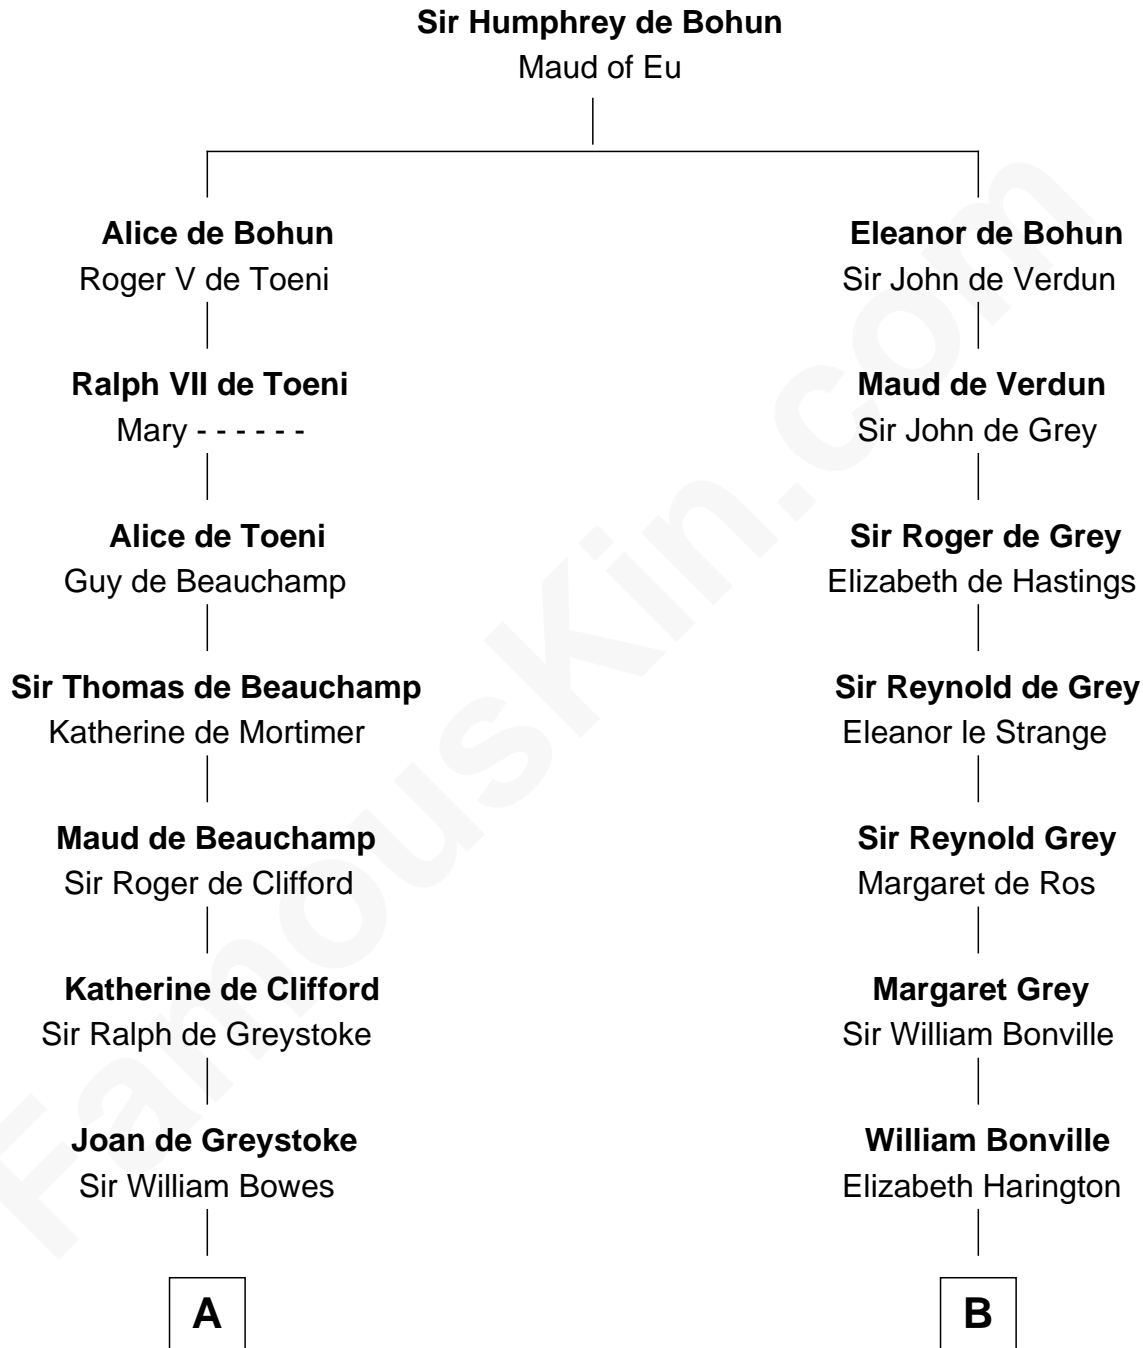 Sir Humphrey de Bohun
Maud of Eu
Alice de Bohun
Roger V de Toeni
Eleanor de Bohun
Sir John de Verdun
Ralph VII de Toeni
Mary - - - - - -
Maud de Verdun
Sir John de Grey
Alice de Toeni
Guy de Beauchamp
Sir Roger de Grey
Elizabeth de Hastings
Sir Thomas de Beauchamp
Katherine de Mortimer
Sir Reynold de Grey
Eleanor le Strange
Maud de Beauchamp
Sir Roger de Clifford
Sir Reynold Grey
Margaret de Ros
Katherine de Clifford
Sir Ralph de Greystoke
Margaret Grey
Sir William Bonville
Joan de Greystoke
Sir William Bowes
William Bonville
Elizabeth Harington
A
B
FamousKin.com